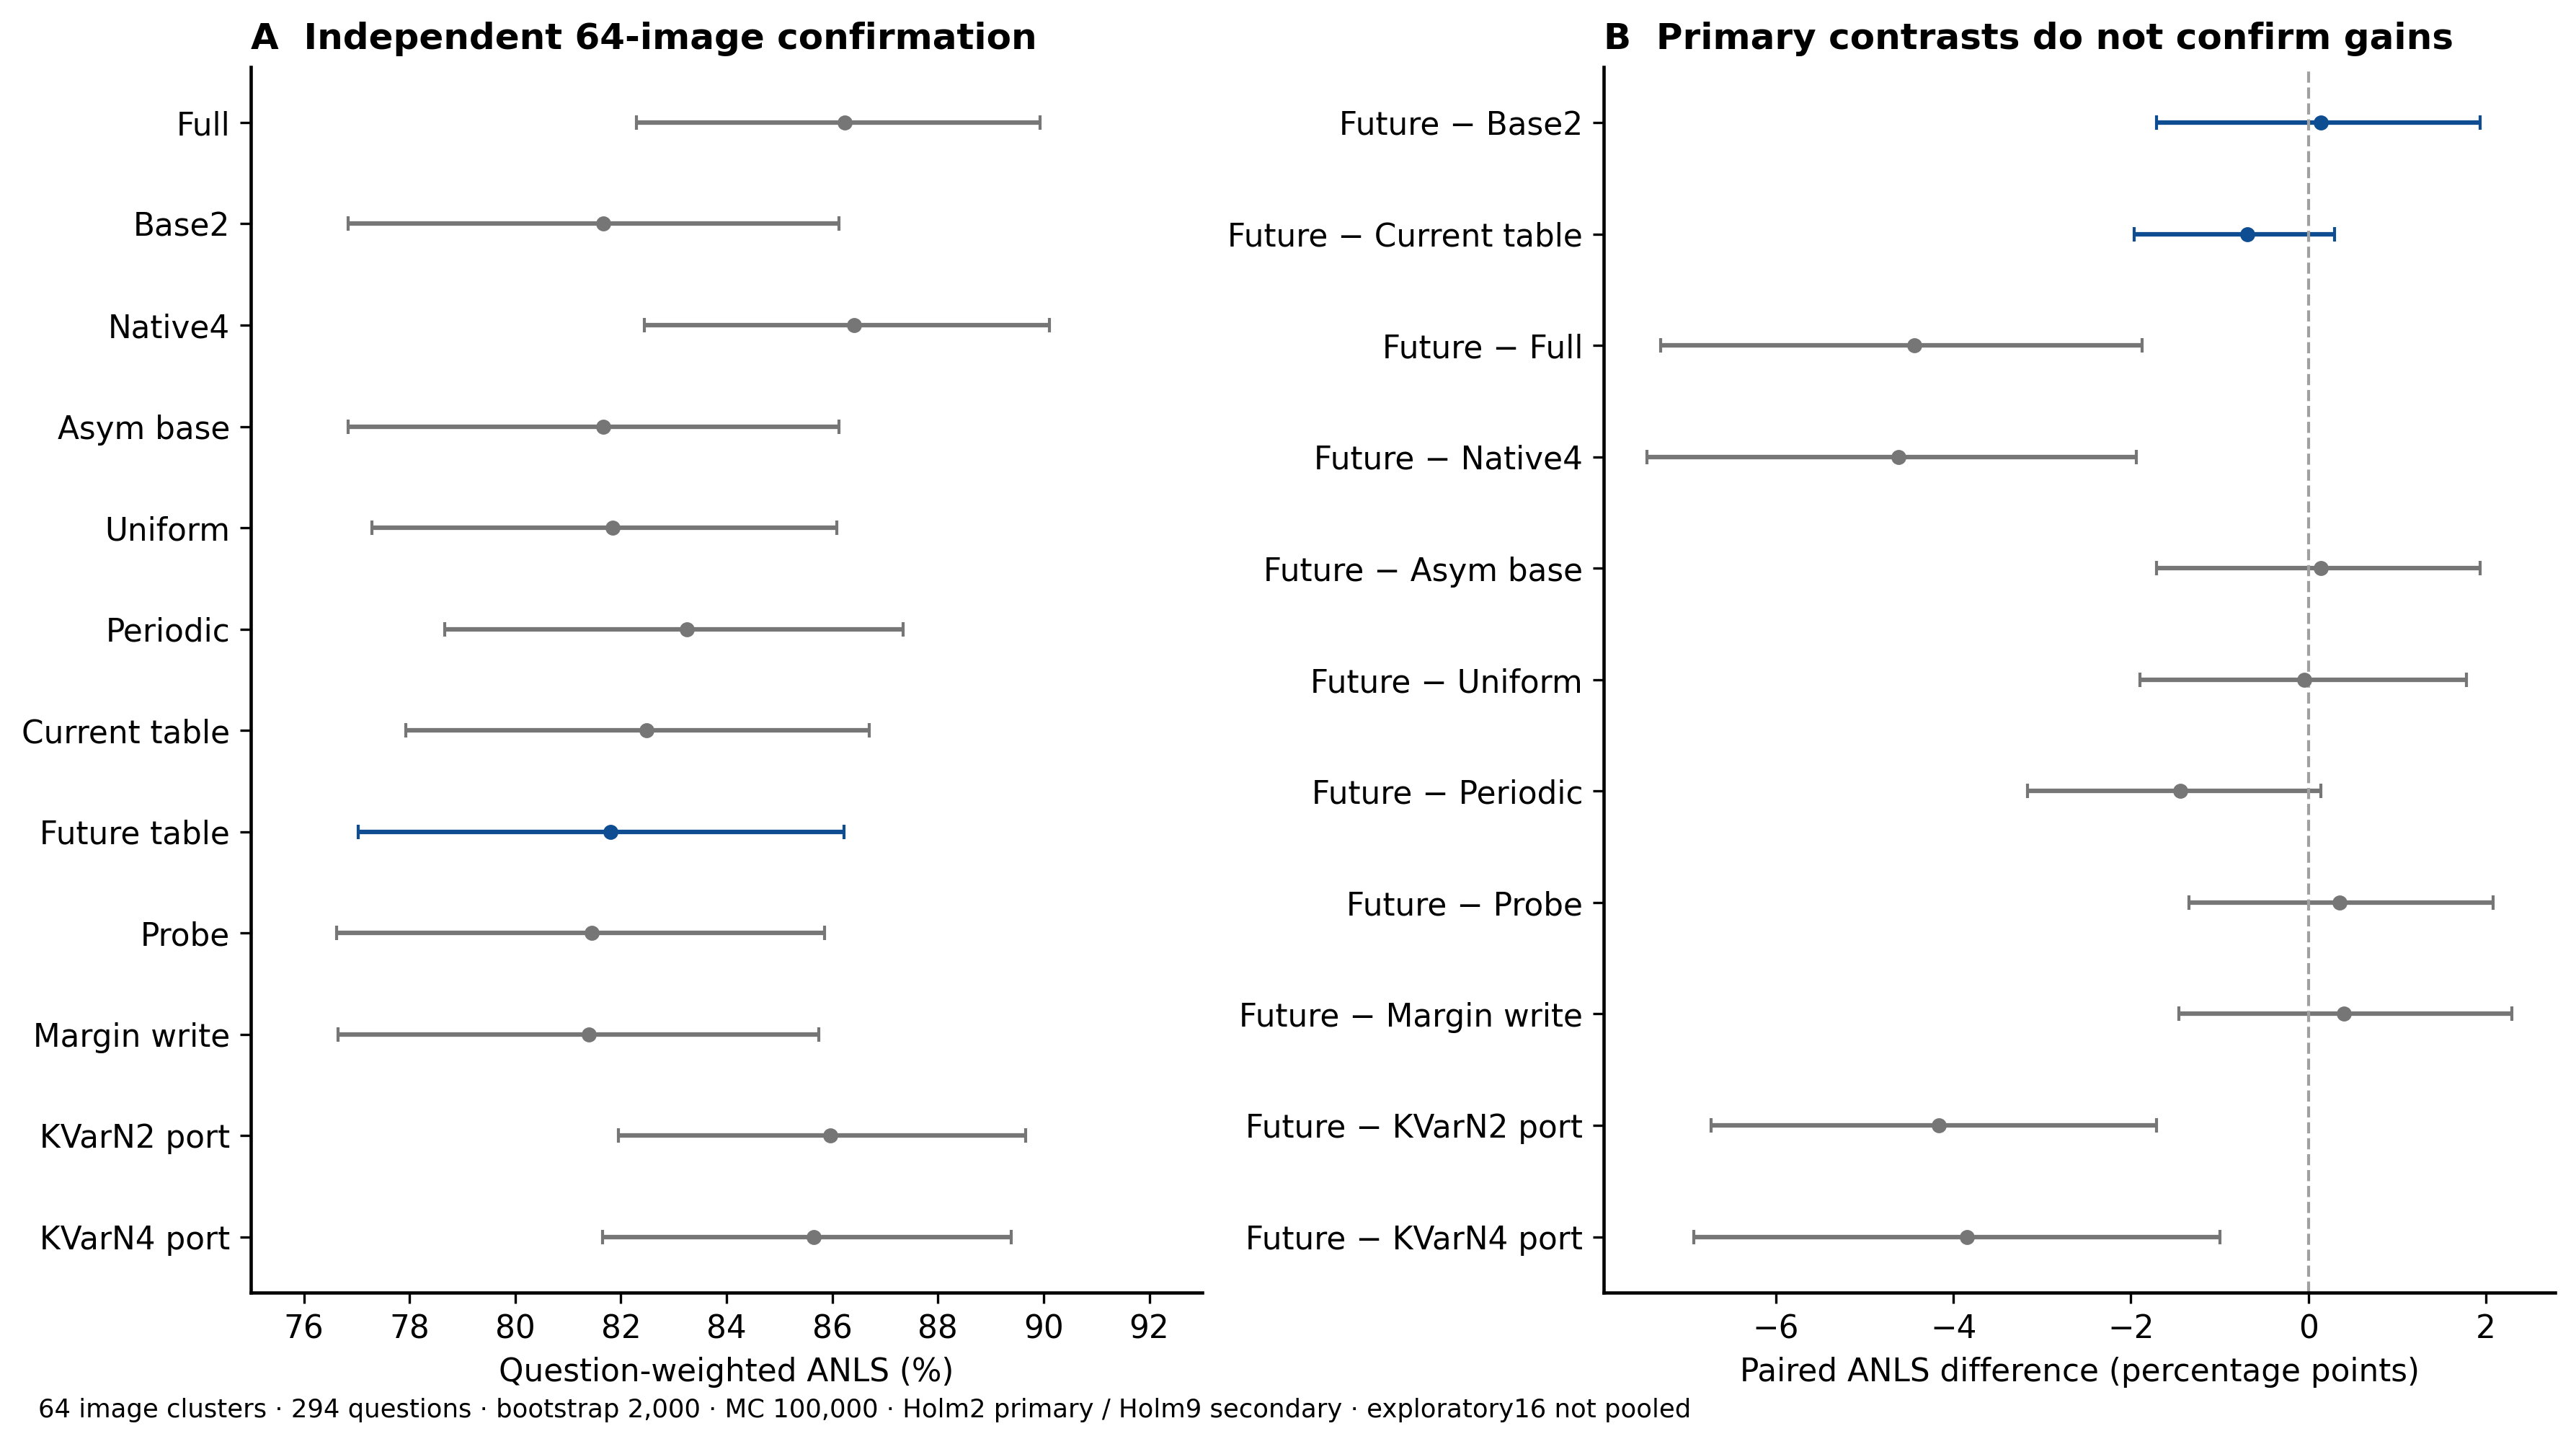 A Independent 64-image confirmation
Full
Base2
Native4
Asym base
Uniform
Periodic
Current table
Future table
Probe
Margin write
KVarN2 port
KVarN4 port
76 78 80 82 84 86 88 90 92
Question-weighted ANLS (%)
B Primary contrasts do not confirm gains
Future − Base2
Future − Current table
Future − Full
Future − Native4
Future − Asym base
Future − Uniform
Future − Periodic
Future − Probe
Future − Margin write
Future − KVarN2 port
Future − KVarN4 port
−6 −4 −2 0 2
Paired ANLS difference (percentage points)
64 image clusters · 294 questions · bootstrap 2,000 · MC 100,000 · Holm2 primary / Holm9 secondary · exploratory16 not pooled